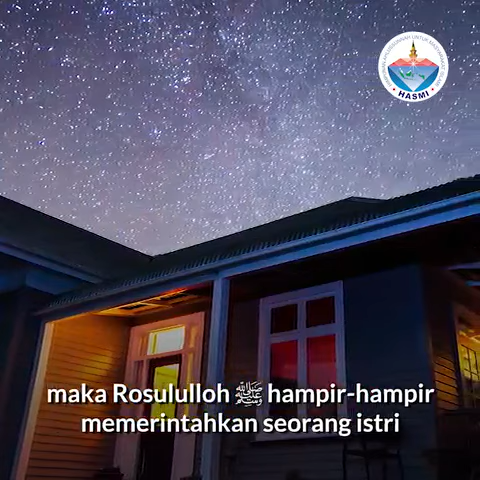 HASMI
maka Rosululloh ﷺ hampir-hampir
memerintahkan seorang istri